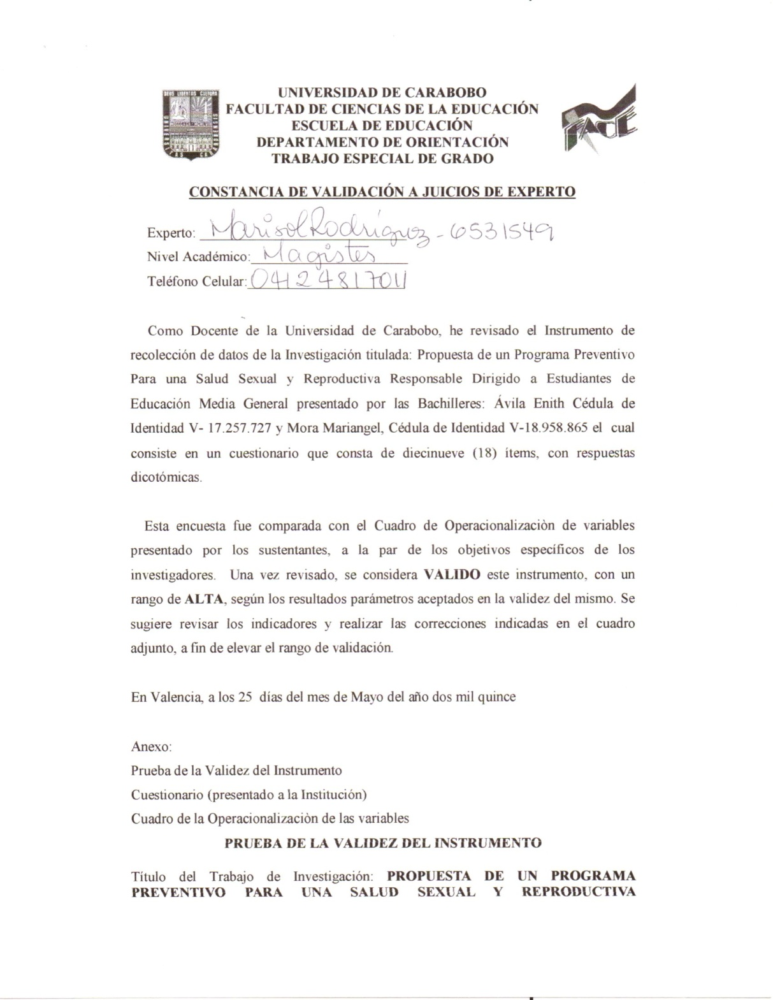 UNIVERSIDAD DE CARABOBO
FACULTAD DE CIENCIAS DE LA EDUCACIÓN
ESCUELA DE EDUCACIÓN
DEPARTAMENTO DE ORIENTACIÓN
TRABAJO ESPECIAL DE GRADO
DEUS LIBERTAS CULTURA
FACE
CONSTANCIA DE VALIDACIÓN A JUICIOS DE EXPERTO
Experto: Marisol Rodríguez - 6531549
Nivel Académico: Magister
Teléfono Celular: 04124817011
Como Docente de la Universidad de Carabobo, he revisado el Instrumento de
recolección de datos de la Investigación titulada: Propuesta de un Programa Preventivo
Para una Salud Sexual y Reproductiva Responsable Dirigido a Estudiantes de
Educación Media General presentado por las Bachilleres: Ávila Enith Cédula de
Identidad V- 17.257.727 y Mora Mariangel, Cédula de Identidad V-18.958.865 el cual
consiste en un cuestionario que consta de diecinueve (18) ítems, con respuestas
dicotómicas.
Esta encuesta fue comparada con el Cuadro de Operacionalizaciòn de variables
presentado por los sustentantes, a la par de los objetivos específicos de los
investigadores. Una vez revisado, se considera VALIDO este instrumento, con un
rango de ALTA, según los resultados parámetros aceptados en la validez del mismo. Se
sugiere revisar los indicadores y realizar las correcciones indicadas en el cuadro
adjunto, a fin de elevar el rango de validación.
En Valencia, a los 25 días del mes de Mayo del año dos mil quince
Anexo:
Prueba de la Validez del Instrumento
Cuestionario (presentado a la Institución)
Cuadro de la Operacionalizaciòn de las variables
PRUEBA DE LA VALIDEZ DEL INSTRUMENTO
Título del Trabajo de Investigación: PROPUESTA DE UN PROGRAMA
PREVENTIVO PARA UNA SALUD SEXUAL Y REPRODUCTIVA